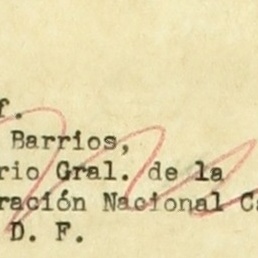 f.
Barrios,
rio Gral. de la
ración Nacional Ca
D. F.